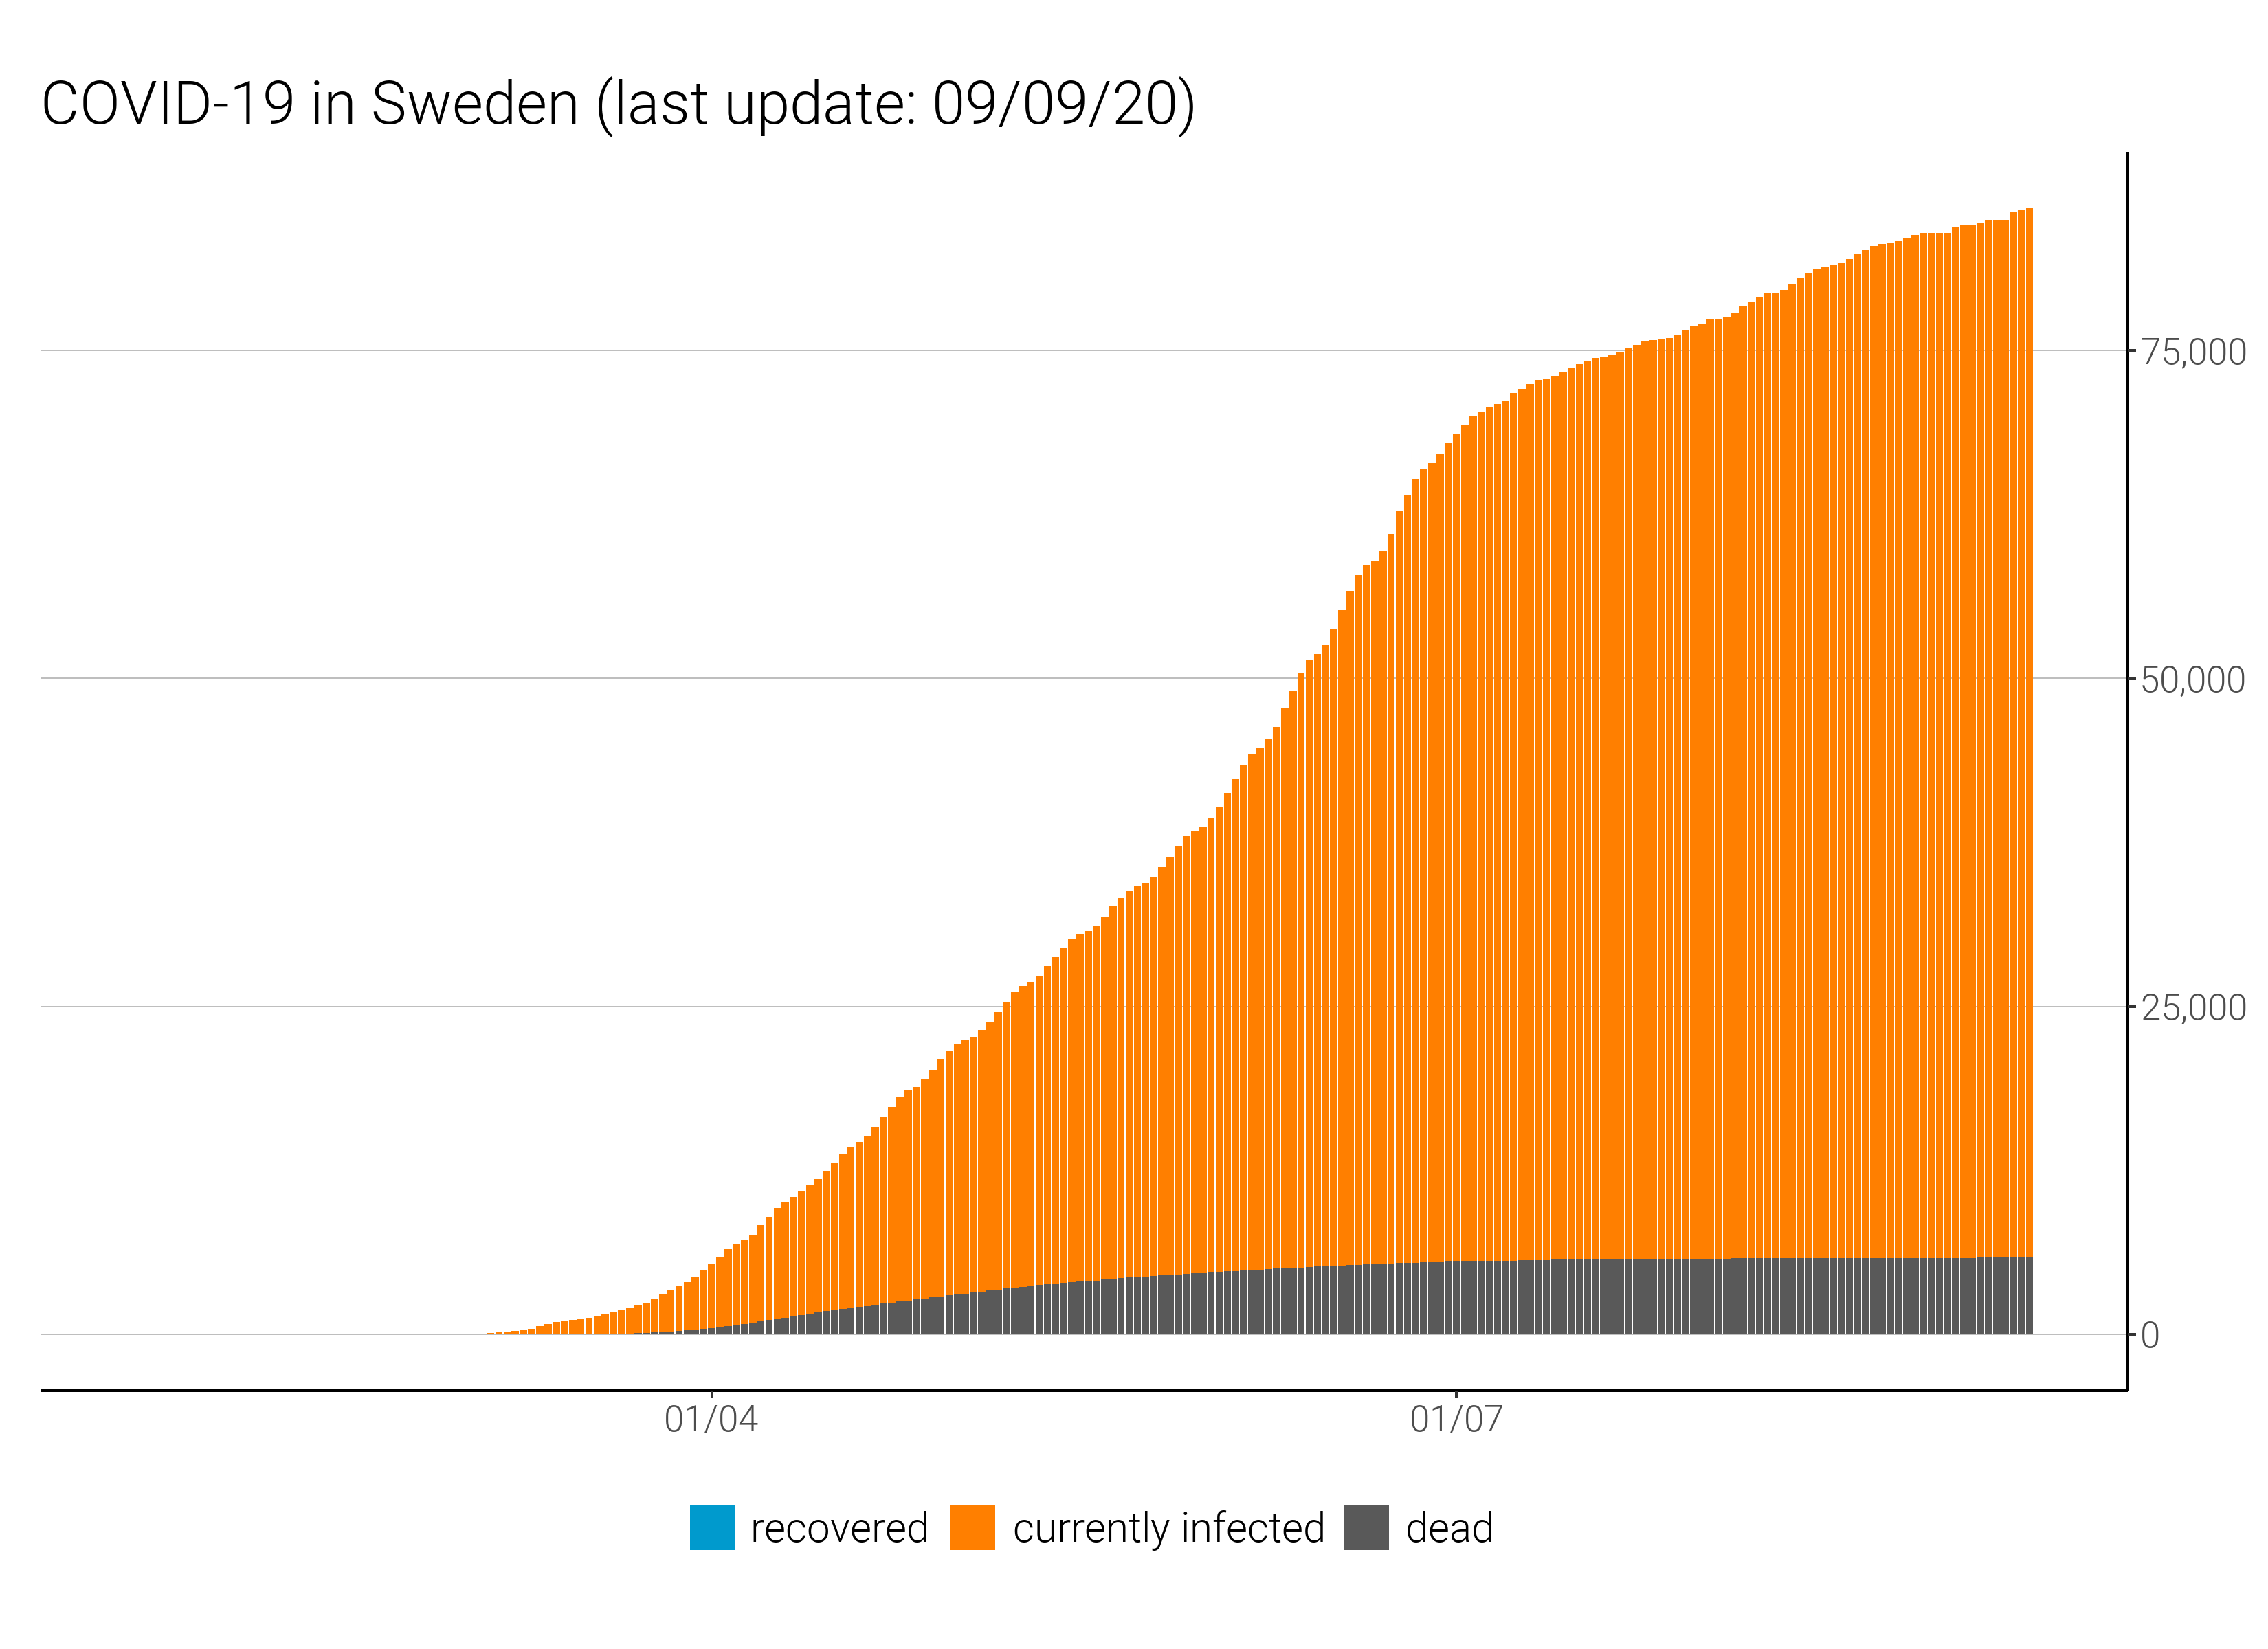 COVID-19 in Sweden (last update: 09/09/20)
75,000
50,000
25,000
0
01/04 01/07
recovered currently infected dead